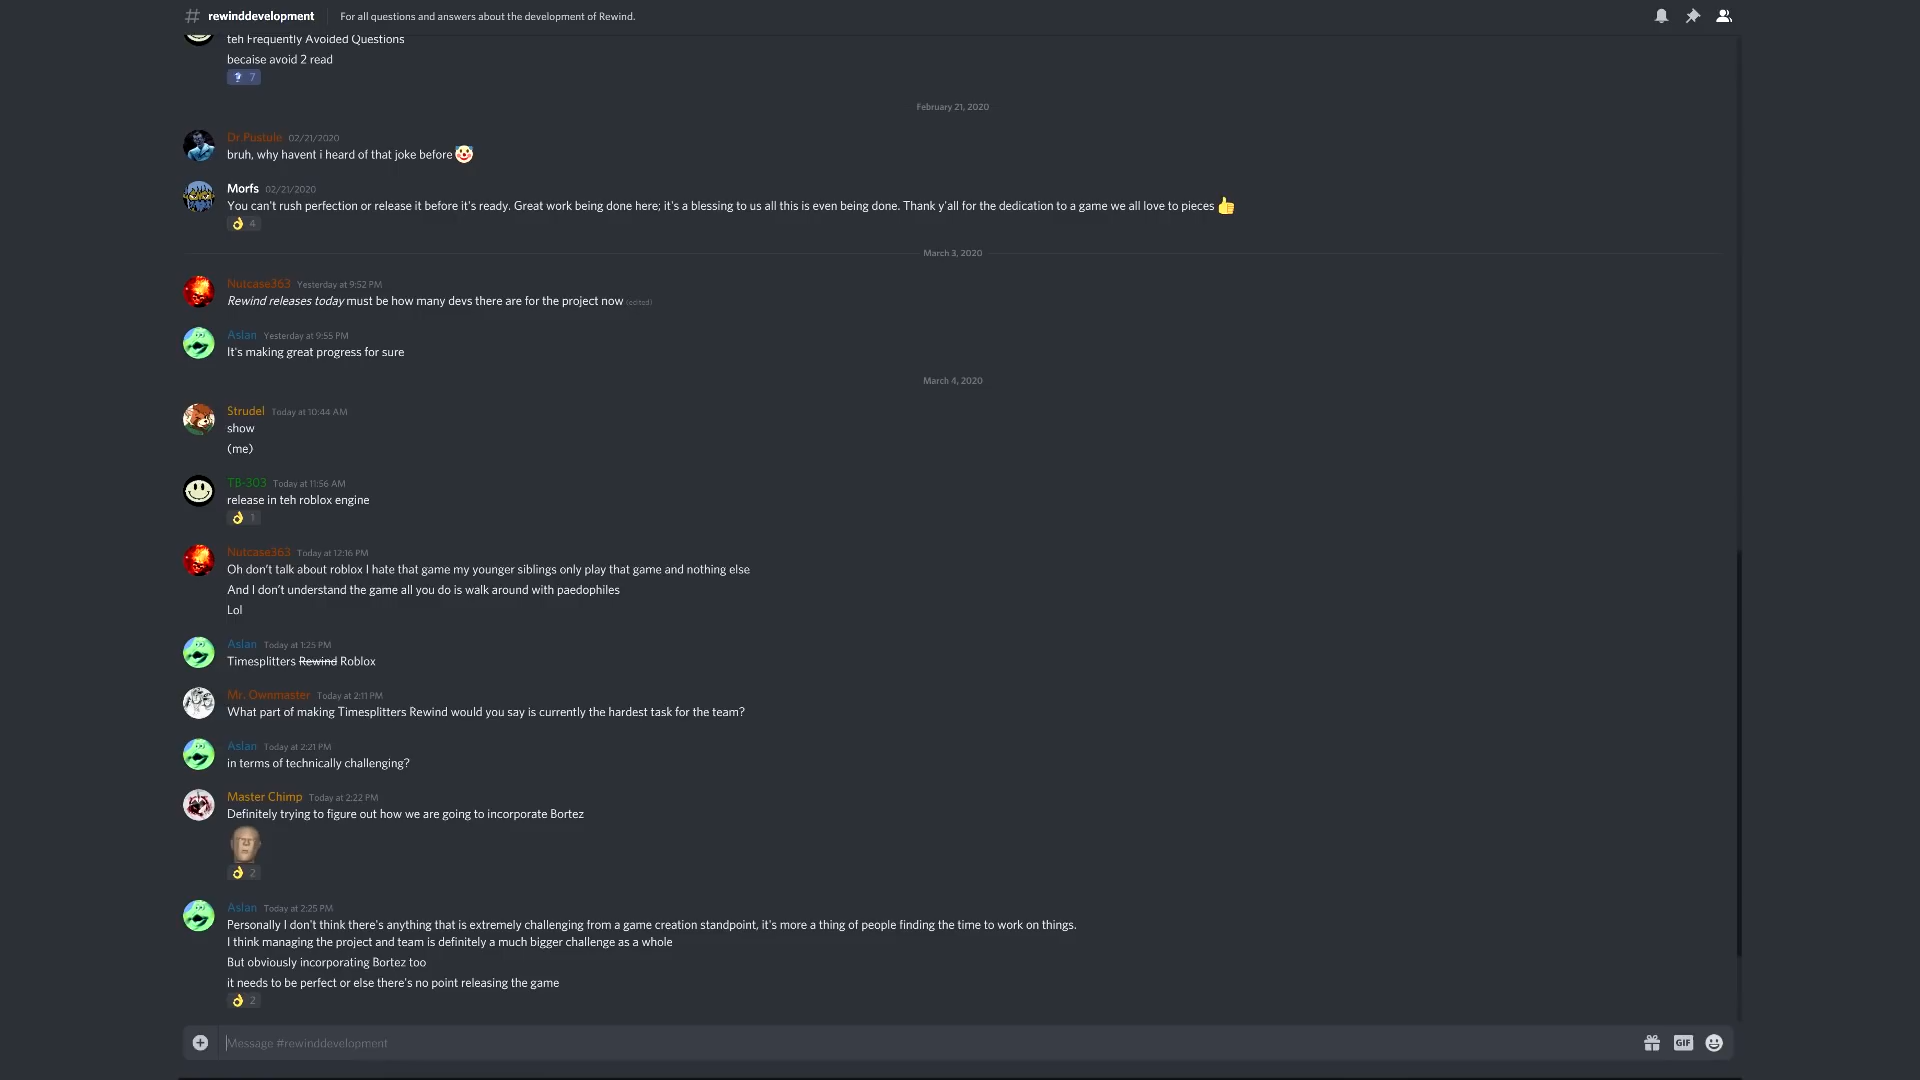 # rewinddevelopment
For all questions and answers about the development of Rewind.
teh Frequently Avoided Questions
becaise avoid 2 read
? 7
February 21, 2020
Dr Pustule 02/21/2020
bruh, why havent i heard of that joke before
Morfs 02/21/2020
You can't rush perfection or release it before it's ready. Great work being done here; it's a blessing to us all this is even being done. Thank y'all for the dedication to a game we all love to pieces
4
March 3, 2020
Nutcase363 Yesterday at 9:52 PM
Rewind releases today must be how many devs there are for the project now (edited)
Aslan Yesterday at 9:55 PM
It's making great progress for sure
March 4, 2020
Strudel Today at 10:44 AM
show
(me)
TB-303 Today at 11:56 AM
release in teh roblox engine
1
Nutcase363 Today at 12:16 PM
Oh don't talk about roblox I hate that game my younger siblings only play that game and nothing else
And I don't understand the game all you do is walk around with paedophiles
Lol
Aslan Today at 1:25 PM
Timesplitters Rewind Roblox
Mr. Ownmaster Today at 2:11 PM
What part of making Timesplitters Rewind would you say is currently the hardest task for the team?
Aslan Today at 2:21 PM
in terms of technically challenging?
Master Chimp Today at 2:22 PM
Definitely trying to figure out how we are going to incorporate Bortez
2
Aslan Today at 2:25 PM
Personally I don't think there's anything that is extremely challenging from a game creation standpoint, it's more a thing of people finding the time to work on things.
I think managing the project and team is definitely a much bigger challenge as a whole
But obviously incorporating Bortez too
it needs to be perfect or else there's no point releasing the game
2
Message #rewinddevelopment
GIF